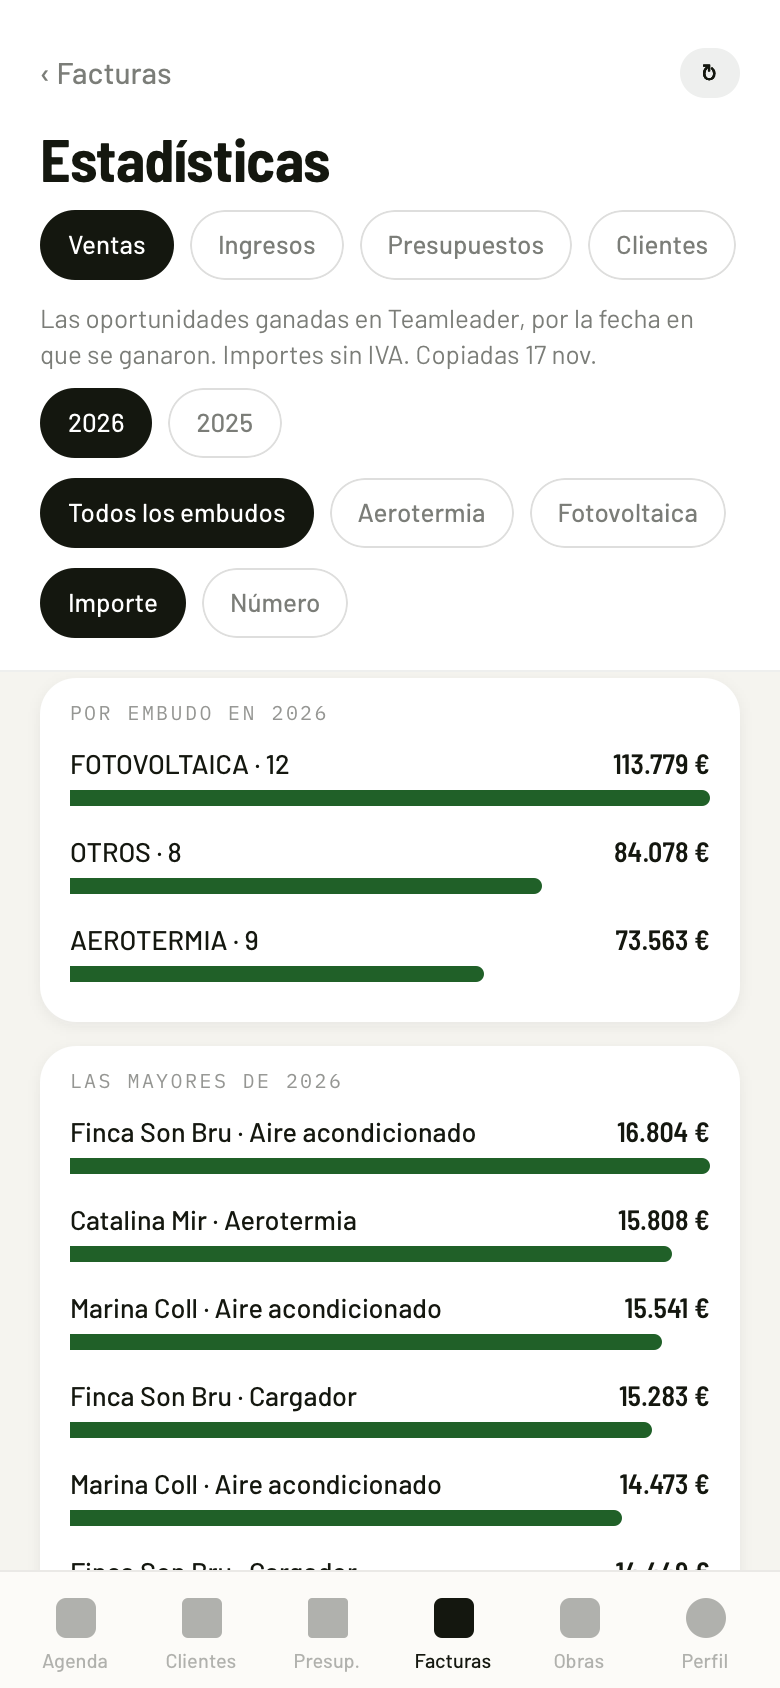 ‹ Facturas
↻
Estadísticas
Ventas
Ingresos
Presupuestos
Clientes
Las oportunidades ganadas en Teamleader, por la fecha en
que se ganaron. Importes sin IVA. Copiadas 17 nov.
2026
2025
Todos los embudos
Aerotermia
Fotovoltaica
Importe
Número
POR EMBUDO EN 2026
FOTOVOLTAICA · 12 113.779 €
OTROS · 8 84.078 €
AEROTERMIA · 9 73.563 €
LAS MAYORES DE 2026
Finca Son Bru · Aire acondicionado 16.804 €
Catalina Mir · Aerotermia 15.808 €
Marina Coll · Aire acondicionado 15.541 €
Finca Son Bru · Cargador 15.283 €
Marina Coll · Aire acondicionado 14.473 €
Finca Son Bru · Cargador
Agenda
Clientes
Presup.
Facturas
Obras
Perfil